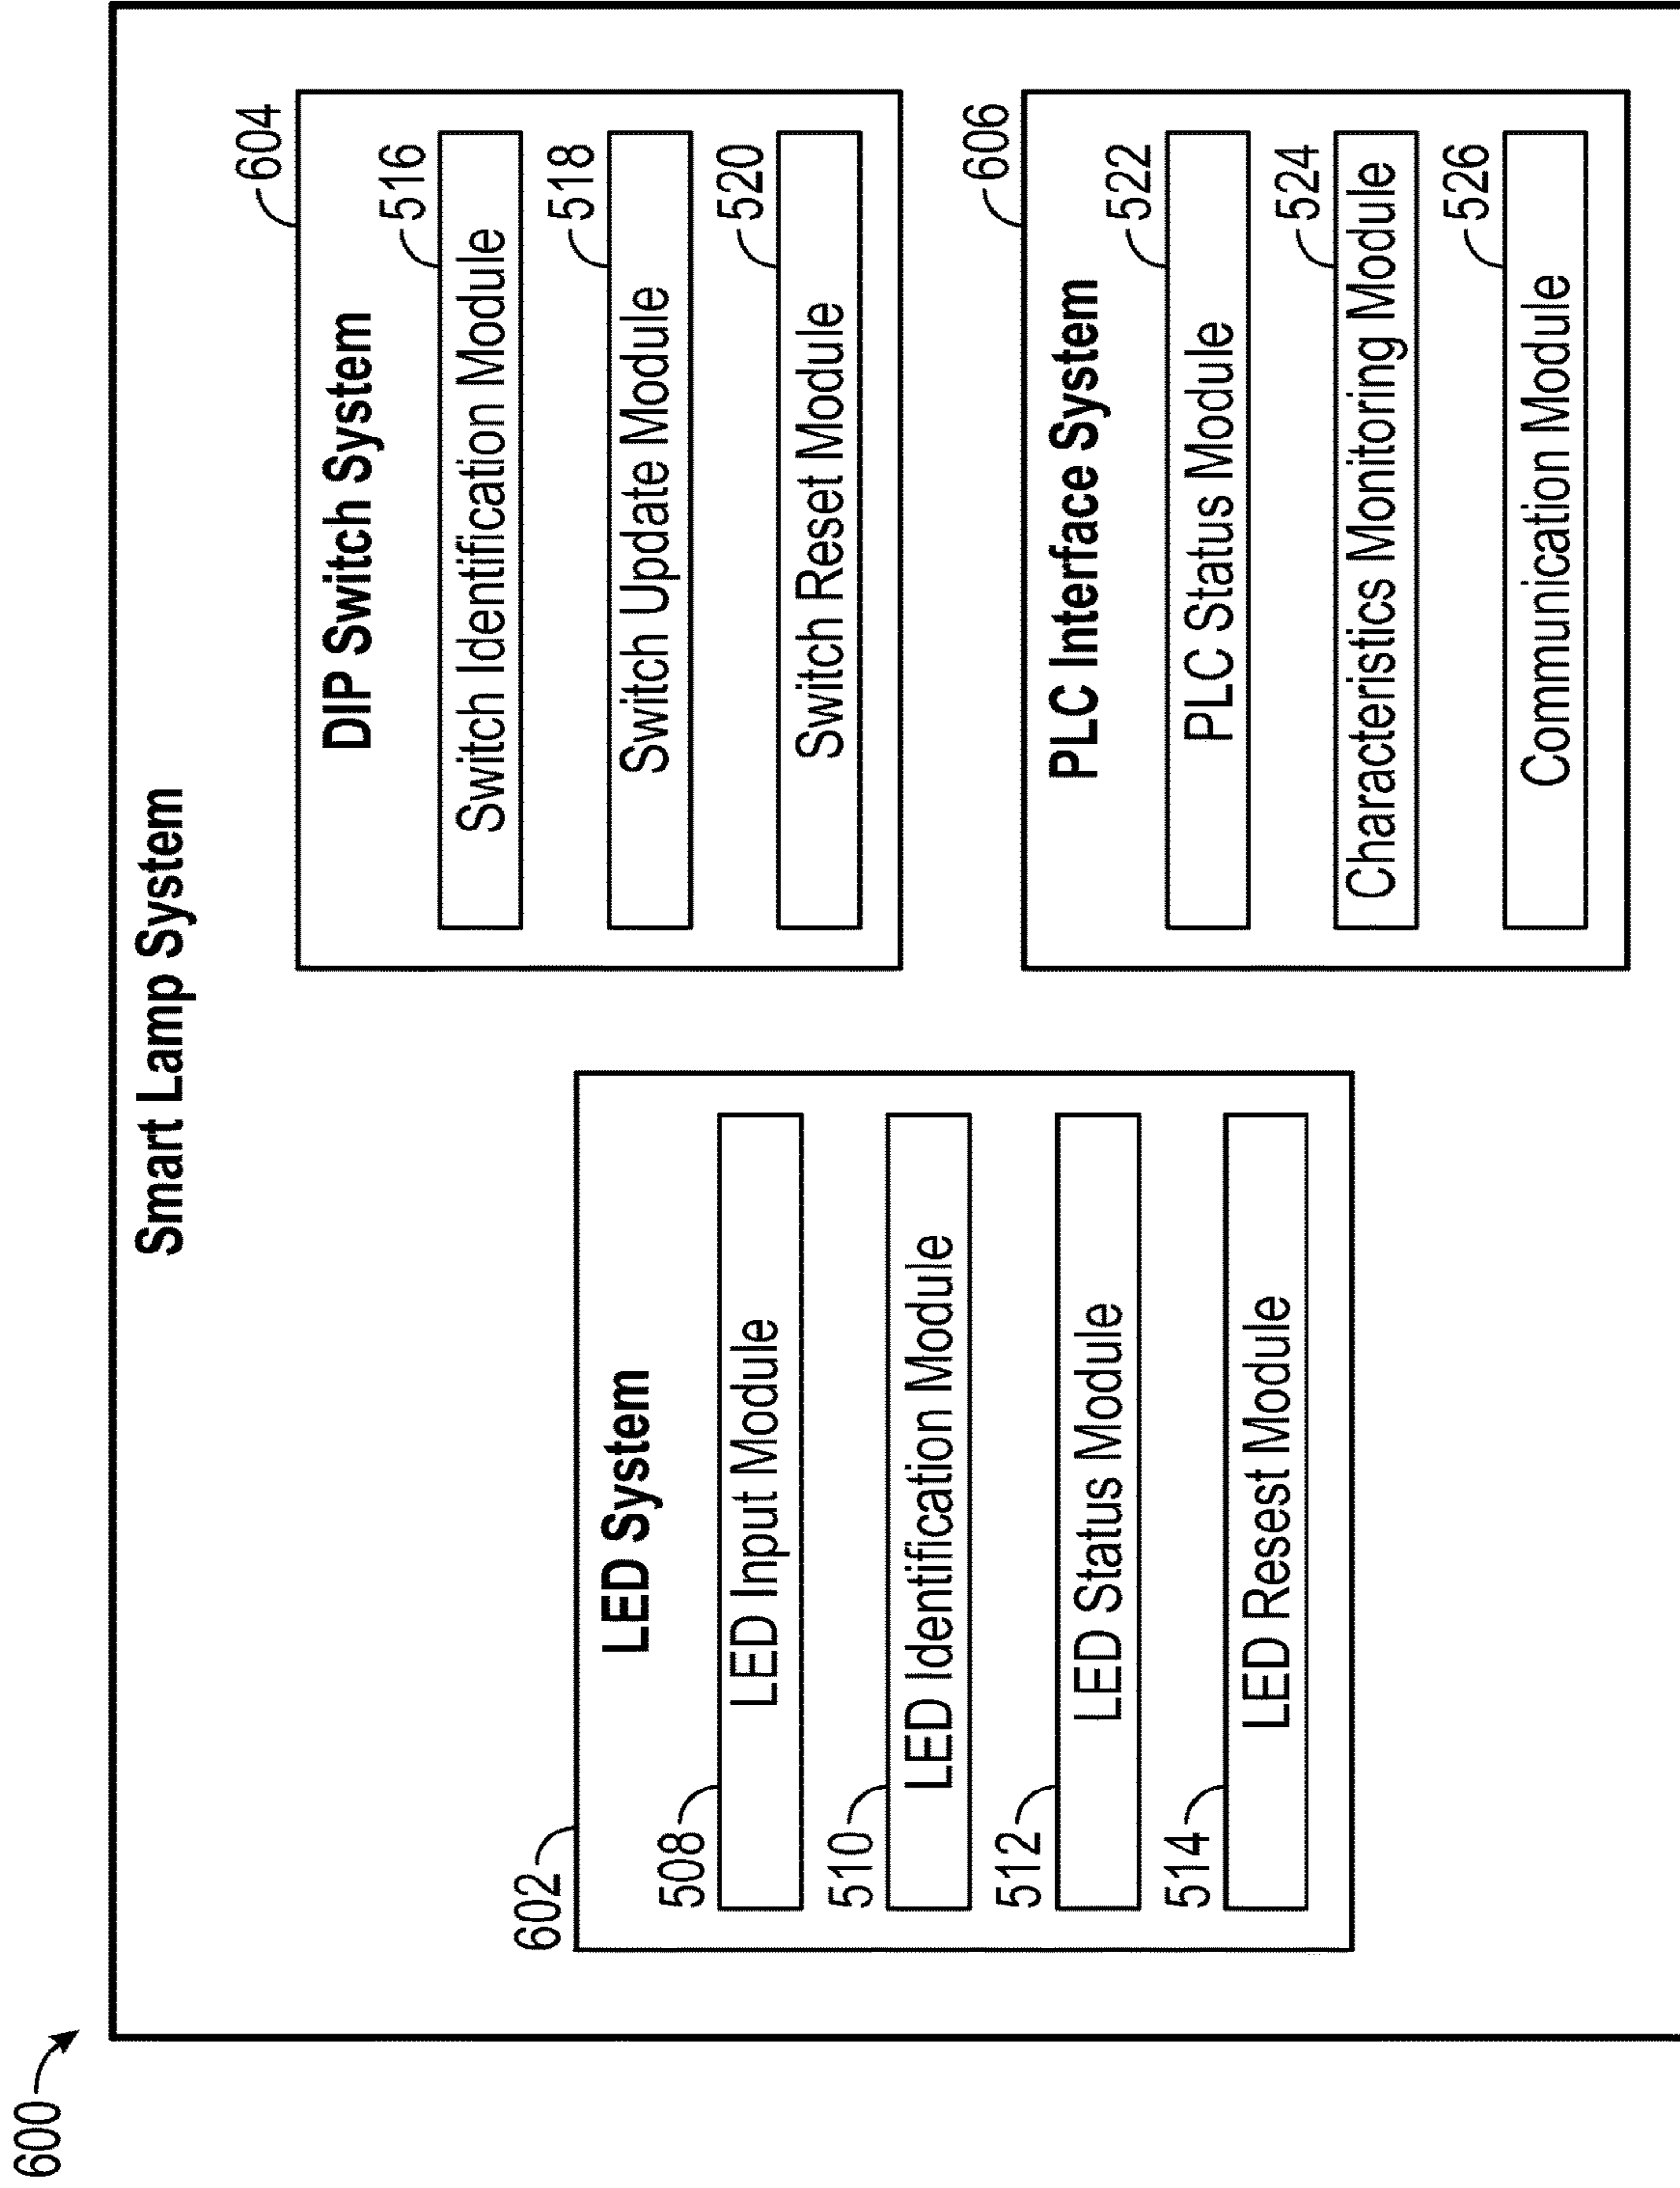 600
Smart Lamp System
602
LED System
508
LED Input Module
510
LED Identification Module
512
LED Status Module
514
LED Resest Module
604
DIP Switch System
516
Switch Identification Module
518
Switch Update Module
520
Switch Reset Module
606
PLC Interface System
522
PLC Status Module
524
Characteristics Monitoring Module
526
Communication Module